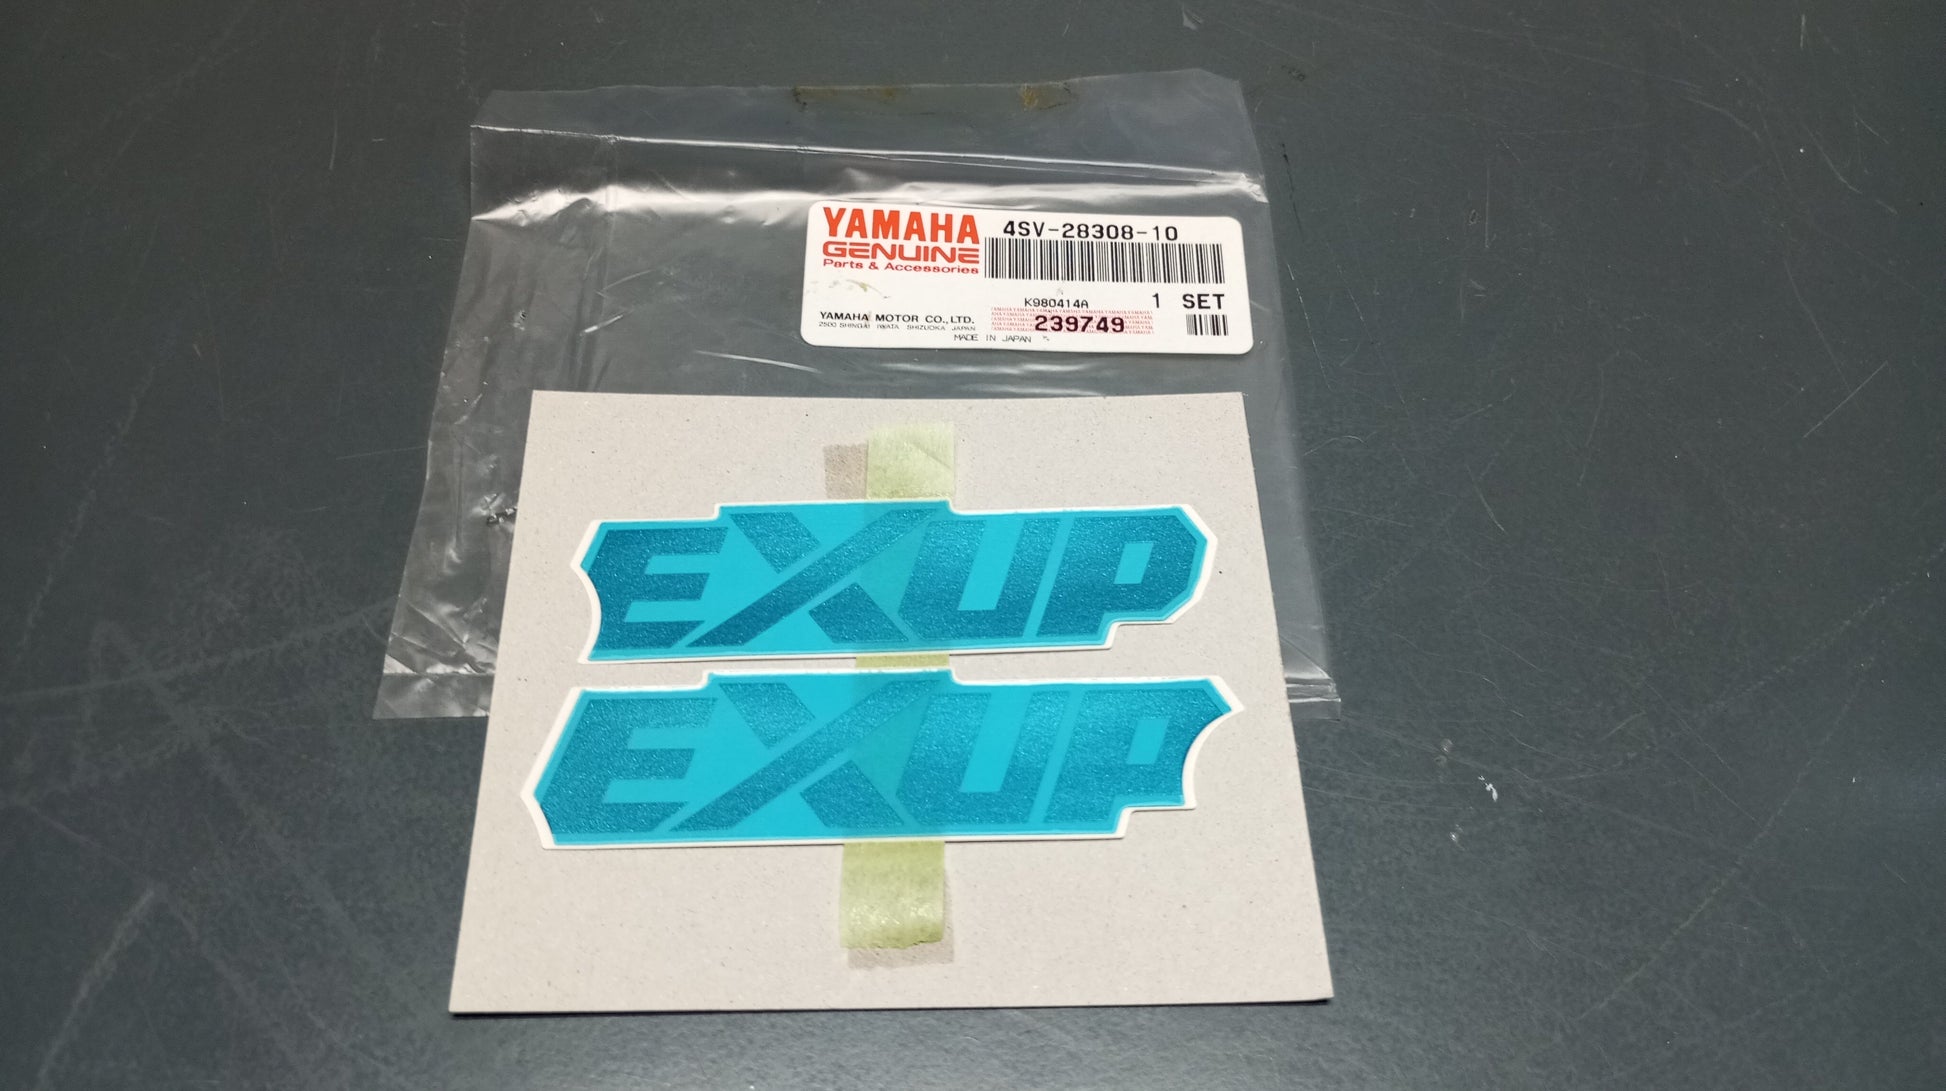 YAMAHA
GENUINE
Parts & Accessories
4SV-28308-10
K980414A
1 SET
YAMAHA MOTOR CO.,LTD.
2500 SHINGAI IWATA SHIZUOKA JAPAN
239749
MADE IN JAPAN
EXUP
EXUP